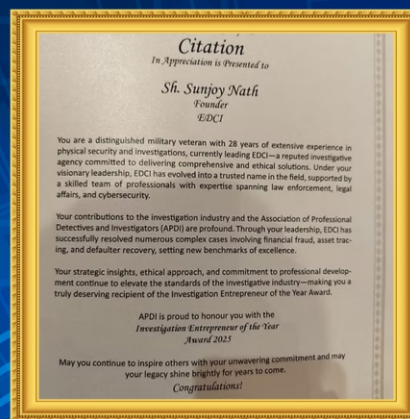 Citation
In Appreciation is Presented to
Sh. Sunjoy Nath
Founder
EDCI
You are a distinguished military veteran with 28 years of extensive experience in
physical security and investigations, currently leading EDCI—a reputed investigative
agency committed to delivering comprehensive and ethical solutions. Under your
visionary leadership, EDCI has evolved into a trusted name in the field, supported by
a skilled team of professionals with expertise spanning law enforcement, legal
affairs, and cybersecurity.
Your contributions to the investigation industry and the Association of Professional
Detectives and Investigators (APDI) are profound. Through your leadership, EDCI has
successfully resolved numerous complex cases involving financial fraud, asset trac-
ing, and defaulter recovery, setting new benchmarks of excellence.
Your strategic insights, ethical approach, and commitment to professional develop-
ment continue to elevate the standards of the investigative industry—making you a
truly deserving recipient of the Investigation Entrepreneur of the Year Award.
APDI is proud to honour you with the
Investigation Entrepreneur of the Year
Award 2025
May you continue to inspire others with your unwavering commitment and may
your legacy shine brightly for years to come.
Congratulations!